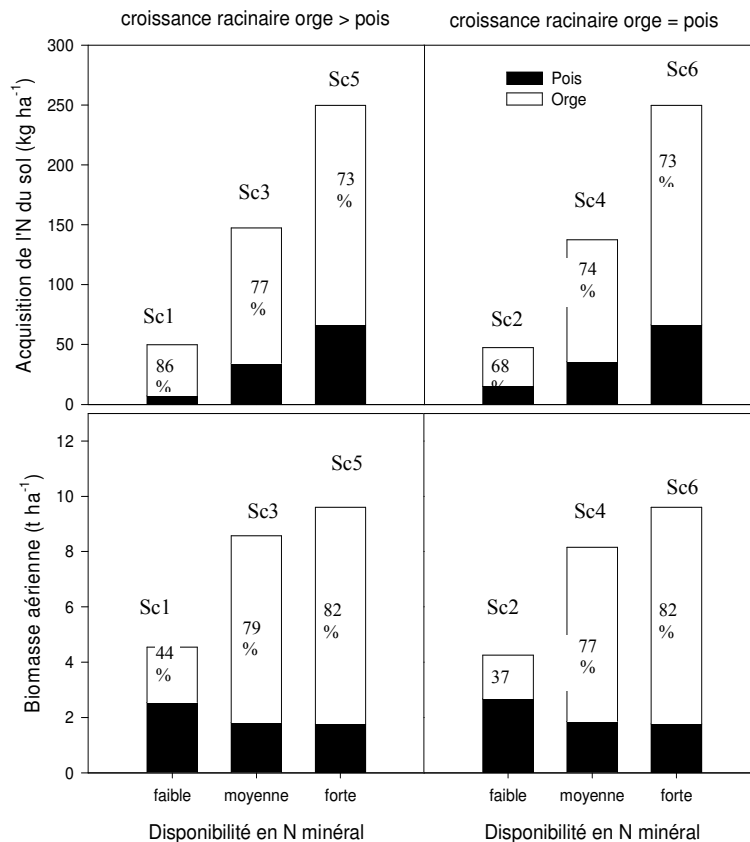 croissance racinaire orge > pois
croissance racinaire orge = pois
Acquisition de l'N du sol (kg ha-1)
300
250
200
150
100
50
0
Sc1
86
%
Sc3
77
%
Sc5
73
%
Pois
Orge
Sc2
68
%
Sc4
74
%
Sc6
73
%
Biomasse aérienne (t ha-1)
12
10
8
6
4
2
0
Sc1
44
%
Sc3
79
%
Sc5
82
%
Sc2
37
Sc4
77
%
Sc6
82
%
faible
moyenne
forte
faible
moyenne
forte
Disponibilité en N minéral
Disponibilité en N minéral